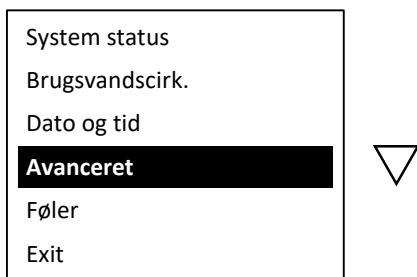 System status
Brugsvandscirk.
Dato og tid
Avanceret
Føler
Exit